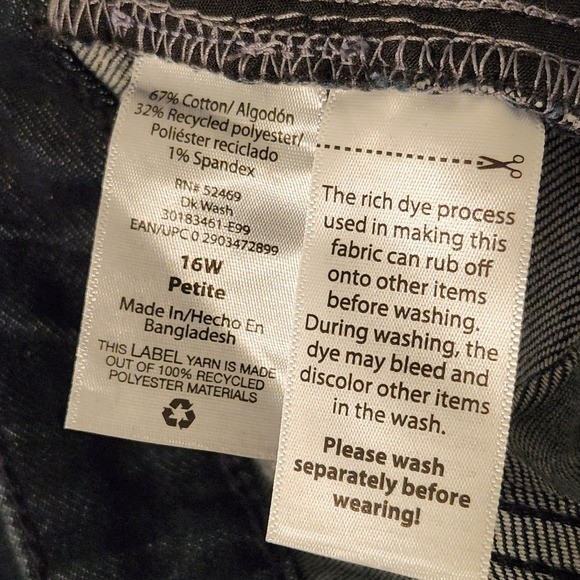 67% Cotton/ Algodón
32% Recycled polyester/
Poliéster reciclado
1% Spandex
RN# 52469
Dk Wash
30183461-E99
EAN/UPC 0 2903472899
16W
Petite
Made In/Hecho En
Bangladesh
THIS LABEL YARN IS MADE
OUT OF 100% RECYCLED
POLYESTER MATERIALS
The rich dye process
used in making this
fabric can rub off
onto other items
before washing.
During washing, the
dye may bleed and
discolor other items
in the wash.
Please wash
separately before
wearing!